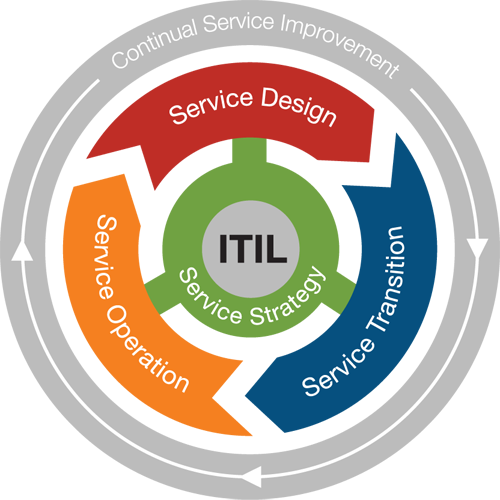 Continual Service Improvement
Service Design
ITIL
Service Strategy
Service Operation
Service Transition